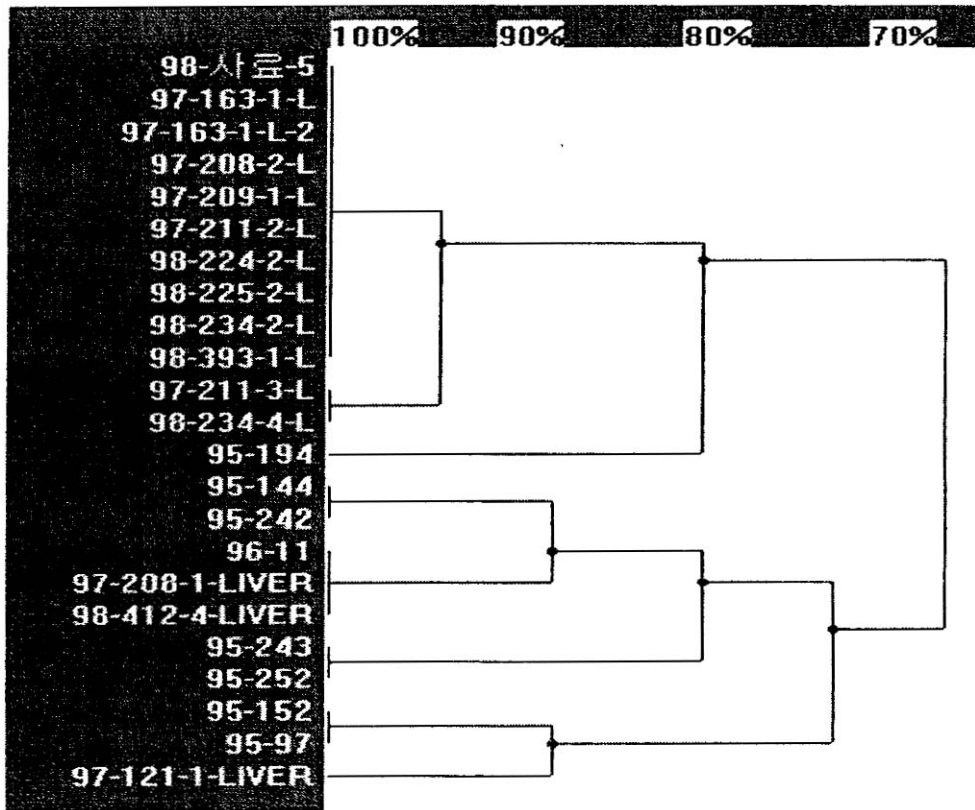 100% 90% 80% 70%
98-사료-5
97-163-1-L
97-163-1-L-2
97-208-2-L
97-209-1-L
97-211-2-L
98-224-2-L
98-225-2-L
98-234-2-L
98-393-1-L
97-211-3-L
98-234-4-L
95-194
95-144
95-242
96-11
97-208-1-LIVER
98-412-4-LIVER
95-243
95-252
95-152
95-97
97-121-1-LIVER